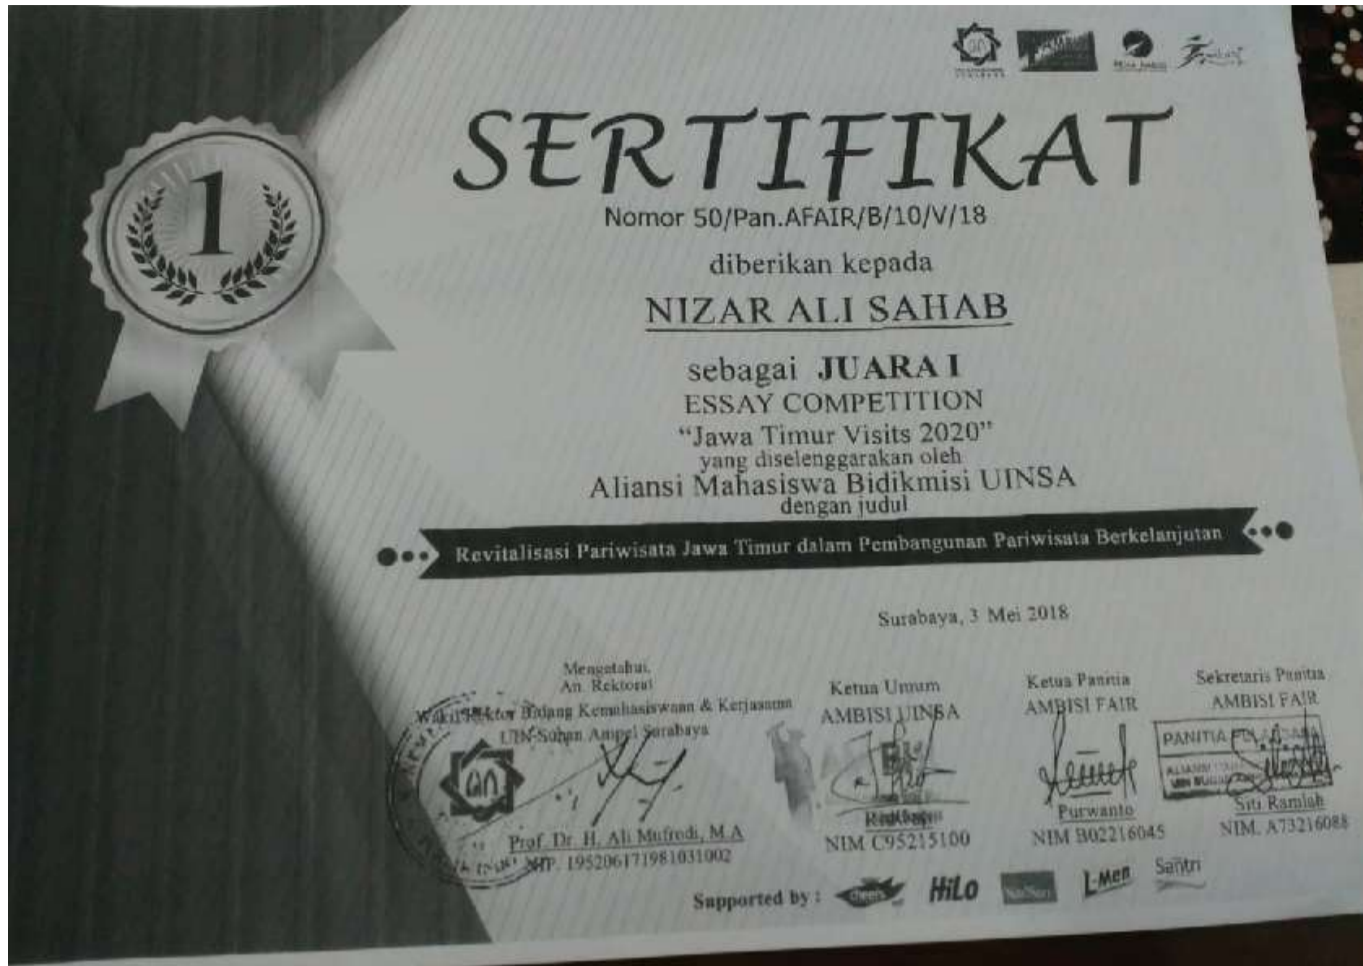 SERTIFIKAT
Nomor 50/Pan.AFAIR/B/10/V/18
diberikan kepada
NIZAR ALI SAHAB
sebagai JUARA I
ESSAY COMPETITION
“Jawa Timur Visits 2020”
yang diselenggarakan oleh
Aliansi Mahasiswa Bidikmisi UINSA
dengan judul
Revitalisasi Pariwisata Jawa Timur dalam Pembangunan Pariwisata Berkelanjutan
1
Surabaya, 3 Mei 2018
Mengetahui,
An. Rektorat
Wakil Rektor Bidang Kemahasiswaan & Kerjasama
UIN Sunan Ampel Surabaya
Prof. Dr. H. Ali Mufrodi, M.A
NIP. 195206171981031002
Ketua Umum
AMBISI UINSA
NIM C95215100
Ketua Panitia
AMBISI FAIR
Purwanto
NIM B02216045
Sekretaris Panitia
AMBISI FAIR
PANITIA
Siti Ramlah
NIM. A73216088
Supported by :
HiLo
L-Men
Santri